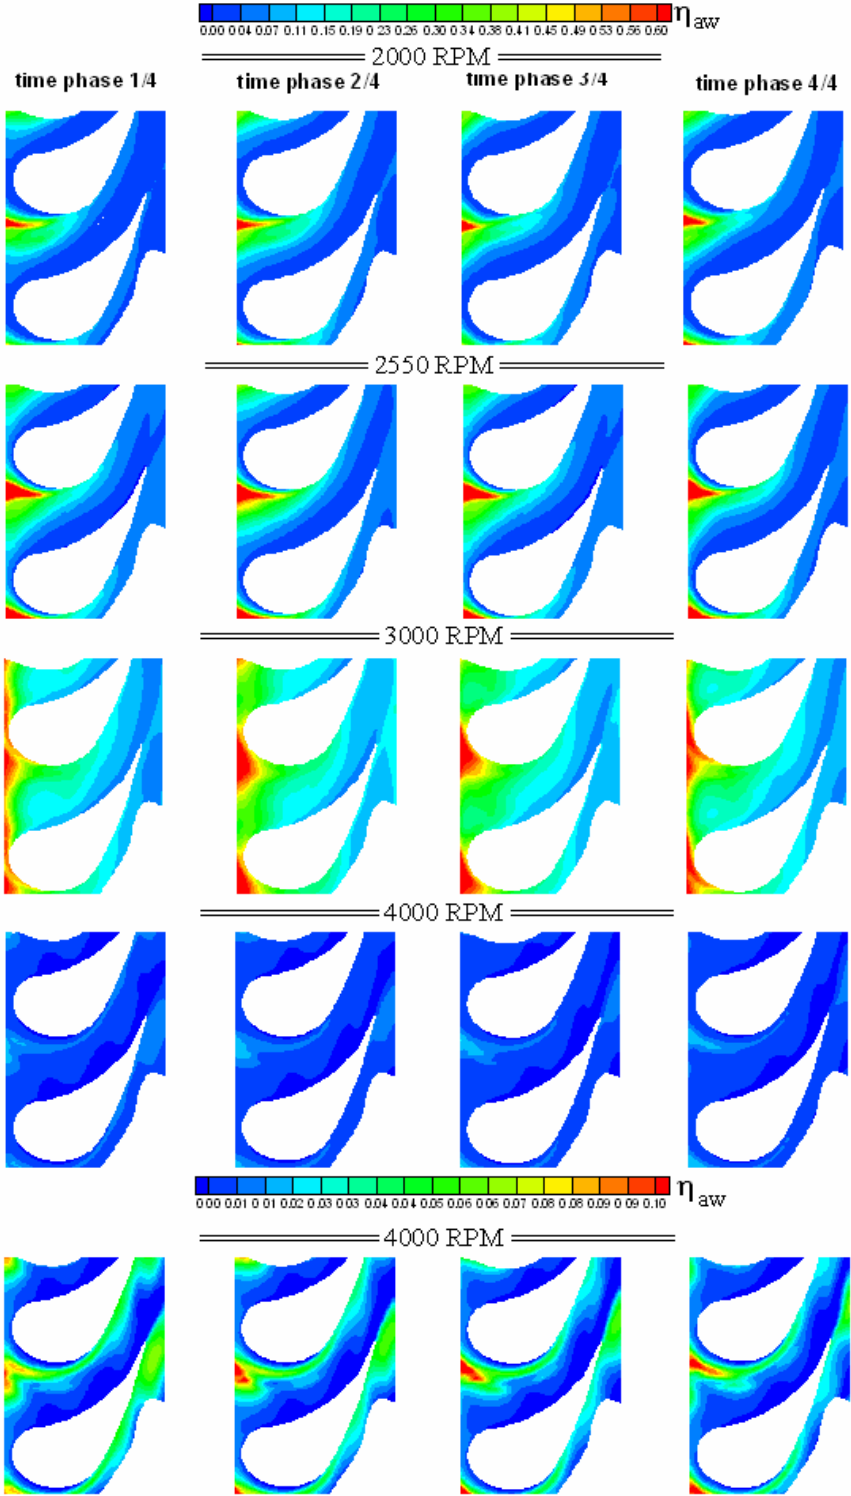 η aw
0.00 0.04 0.07 0.11 0.15 0.19 0 23 0.26 0.30 0 34 0.38 0.41 0.45 0.49 0 53 0.56 0.60
2000 RPM
time phase 1/4 time phase 2/4 time phase 3/4 time phase 4/4
2550 RPM
3000 RPM
4000 RPM
η aw
0.00 0.01 0 01 0.02 0.03 0.03 0.04 0.04 0.05 0.06 0.06 0.07 0.08 0.08 0.09 0 09 0.10
4000 RPM